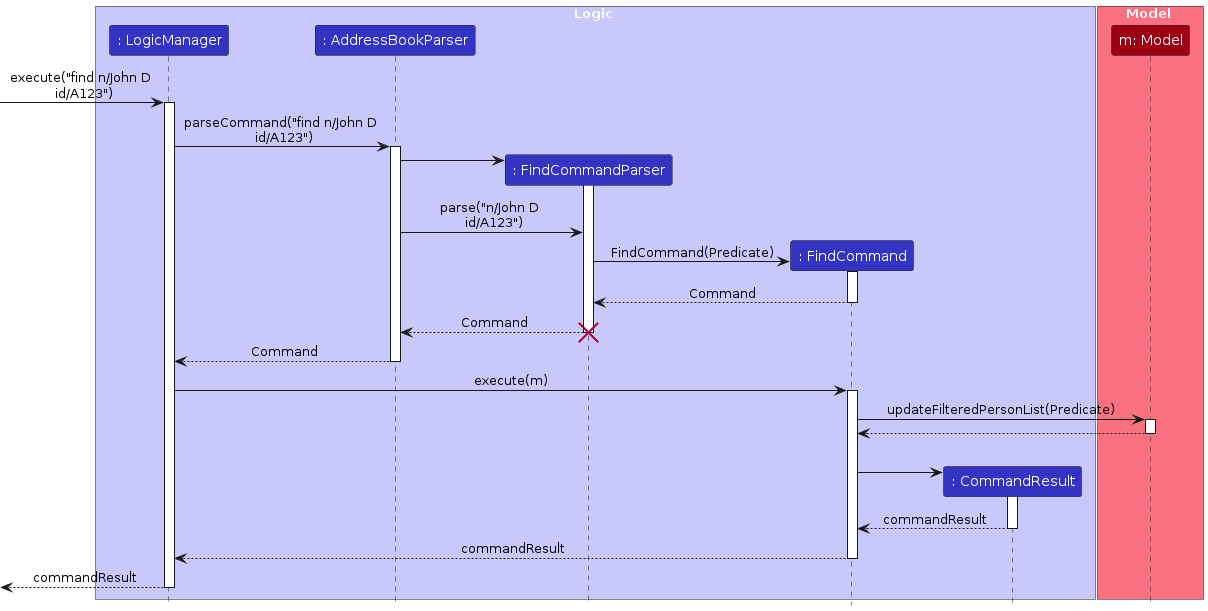 Logic
Model
: LogicManager
: AddressBookParser
m: Model
execute("find n/John D
id/A123")
parseCommand("find n/John D
id/A123")
: FindCommandParser
parse("n/John D
id/A123")
FindCommand(Predicate)
: FindCommand
Command
Command
Command
execute(m)
updateFilteredPersonList(Predicate)
: CommandResult
commandResult
commandResult
commandResult